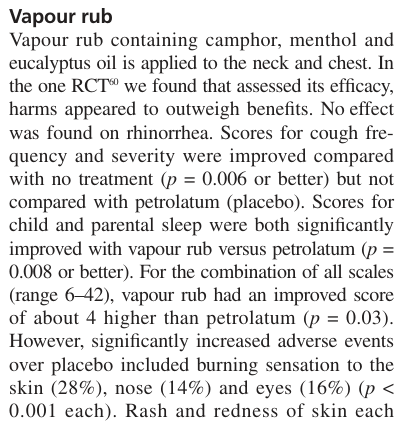 Vapour rub
Vapour rub containing camphor, menthol and
eucalyptus oil is applied to the neck and chest. In
the one RCT⁶⁰ we found that assessed its efficacy,
harms appeared to outweigh benefits. No effect
was found on rhinorrhea. Scores for cough fre-
quency and severity were improved compared
with no treatment (p = 0.006 or better) but not
compared with petrolatum (placebo). Scores for
child and parental sleep were both significantly
improved with vapour rub versus petrolatum (p =
0.008 or better). For the combination of all scales
(range 6–42), vapour rub had an improved score
of about 4 higher than petrolatum (p = 0.03).
However, significantly increased adverse events
over placebo included burning sensation to the
skin (28%), nose (14%) and eyes (16%) (p <
0.001 each). Rash and redness of skin each